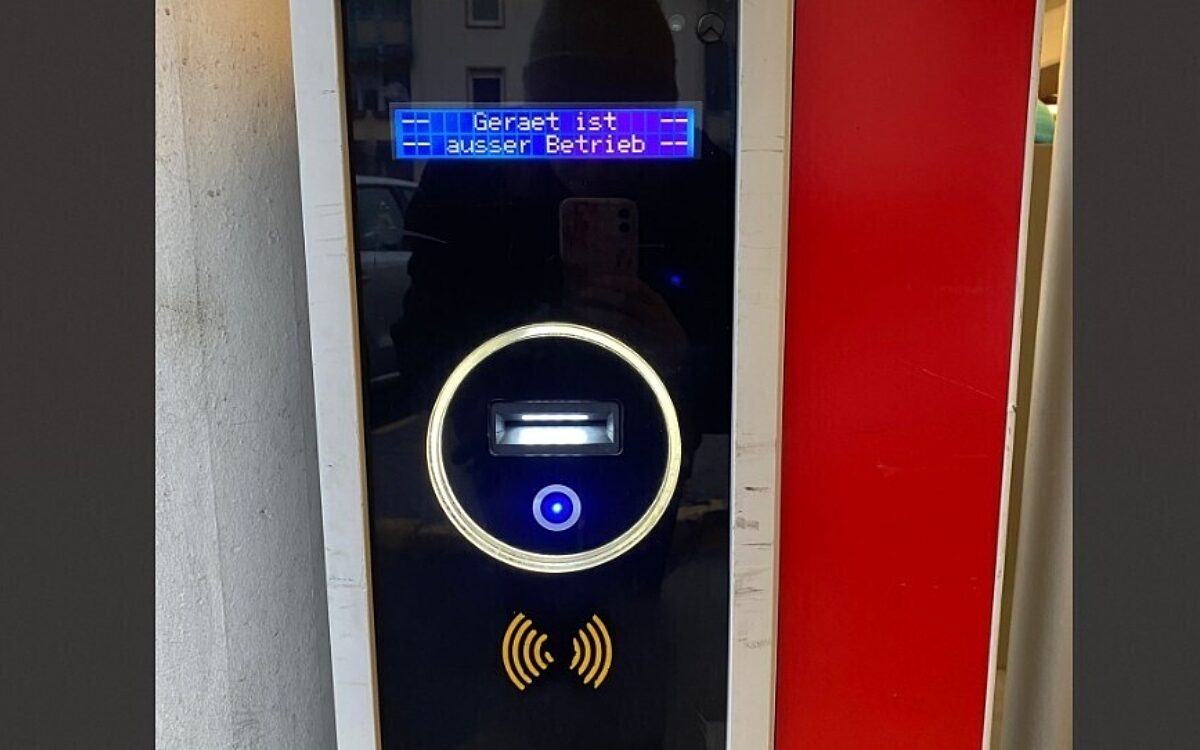 -- Geraet ist --
-- ausser Betrieb --